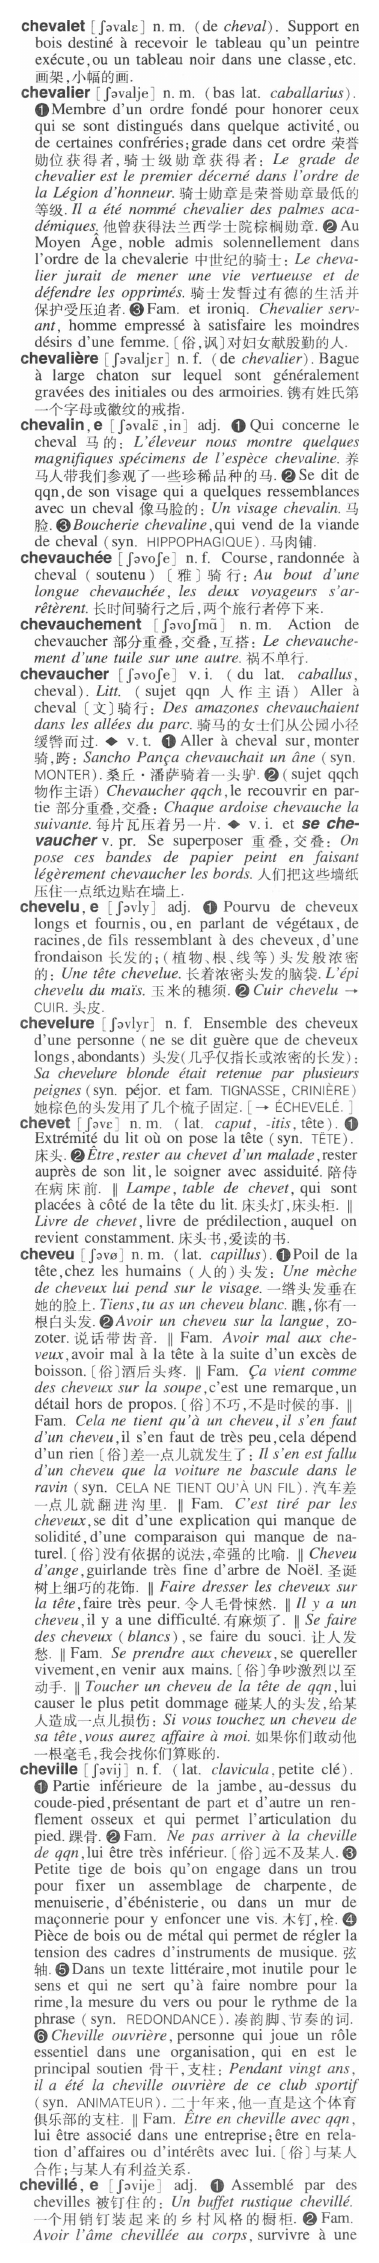 chevalet [ʃəvalɛ] n. m. (de cheval). Support en
bois destiné à recevoir le tableau qu'un peintre
exécute, ou un tableau noir dans une classe, etc.
画架,小幅的画.
chevalier [ʃəvalje] n. m. (bas lat. caballarius).
❶ Membre d'un ordre fondé pour honorer ceux
qui se sont distingués dans quelque activité, ou
de certaines confréries; grade dans cet ordre 荣誉
勋位获得者,骑士级勋章获得者: Le grade de
chevalier est le premier décerné dans l'ordre de
la Légion d'honneur. 骑士勋章是荣誉勋章最低的
等级. Il a été nommé chevalier des palmes aca-
démiques. 他曾获得法兰西学士院棕榈勋章. ❷ Au
Moyen Âge, noble admis solennellement dans
l'ordre de la chevalerie 中世纪的骑士: Le cheva-
lier jurait de mener une vie vertueuse et de
défendre les opprimés. 骑士发誓过有德的生活并
保护受压迫者. ❸ Fam. et ironiq. Chevalier serv-
ant, homme empressé à satisfaire les moindres
désirs d'une femme. [俗,讽]对妇女献殷勤的人.
chevalière [ʃəvaljɛr] n. f. (de chevalier). Bague
à large chaton sur lequel sont généralement
gravées des initiales ou des armoiries. 镌有姓氏第
一个字母或徽纹的戒指.
chevalin, e [ʃəvalɛ̃, in] adj. ❶ Qui concerne le
cheval 马的: L'éleveur nous montre quelques
magnifiques spécimens de l'espèce chevaline. 养
马人带我们参观了一些珍稀品种的马. ❷ Se dit de
qqn, de son visage qui a quelques ressemblances
avec un cheval 像马脸的: Un visage chevalin. 马
脸. ❸ Boucherie chevaline, qui vend de la viande
de cheval (syn. HIPPOPHAGIQUE). 马肉铺.
chevauchée [ʃəvoʃe] n. f. Course, randonnée à
cheval (soutenu) [雅] 骑行: Au bout d'une
longue chevauchée, les deux voyageurs s'ar-
rêtèrent. 长时间骑行之后,两个旅行者停下来.
chevauchement [ʃəvoʃmɑ̃] n. m. Action de
chevaucher 部分重叠,交叠,互搭: Le chevauche-
ment d'une tuile sur une autre. 祸不单行.
chevaucher [ʃəvoʃe] v. i. (du lat. caballus,
cheval). Litt. (sujet qqn 人作主语) Aller à
cheval [文]骑行: Des amazones chevauchaient
dans les allées du parc. 骑马的女士们从公园小径
缓辔而过. ◆ v. t. ❶ Aller à cheval sur, monter
骑,跨: Sancho Pança chevauchait un âne (syn.
MONTER). 桑丘·潘萨骑着一头驴. ❷ (sujet qqch
物作主语) Chevaucher qqch, le recouvrir en par-
tie 部分重叠,交叠: Chaque ardoise chevauche la
suivante. 每片瓦压着另一片. ◆ v. i. et se che-
vaucher v. pr. Se superposer 重叠,交叠: On
pose ces bandes de papier peint en faisant
légèrement chevaucher les bords. 人们把这些墙纸
压住一点纸边贴在墙上.
chevelu, e [ʃəvly] adj. ❶ Pourvu de cheveux
longs et fournis, ou, en parlant de végétaux, de
racines, de fils ressemblant à des cheveux, d'une
frondaison 长发的; (植物、根、线等) 头发般浓密
的: Une tête chevelue. 长着浓密头发的脑袋. L'épi
chevelu du maïs. 玉米的穗须. ❷ Cuir chevelu →
CUIR. 头皮.
chevelure [ʃəvlyr] n. f. Ensemble des cheveux
d'une personne (ne se dit guère que de cheveux
longs, abondants) 头发(几乎仅指长或浓密的长发):
Sa chevelure blonde était retenue par plusieurs
peignes (syn. péjor. et fam. TIGNASSE, CRINIÈRE)
她棕色的头发用了几个梳子固定. [→ ÉCHEVELÉ.]
chevet [ʃəvɛ] n. m. (lat. caput, -itis, tête). ❶
Extrémité du lit où on pose la tête (syn. TÊTE).
床头. ❷ Être, rester au chevet d'un malade, rester
auprès de son lit, le soigner avec assiduité. 陪侍
在病床前. ‖ Lampe, table de chevet, qui sont
placées à côté de la tête du lit. 床头灯,床头柜. ‖
Livre de chevet, livre de prédilection, auquel on
revient constamment. 床头书,爱读的书.
cheveu [ʃəvø] n. m. (lat. capillus). ❶ Poil de la
tête, chez les humains (人的) 头发: Une mèche
de cheveux lui pend sur le visage. 一绺头发垂在
她的脸上. Tiens, tu as un cheveu blanc. 瞧,你有一
根白头发. ❷ Avoir un cheveu sur la langue, zo-
zoter. 说话带齿音. ‖ Fam. Avoir mal aux che-
veux, avoir mal à la tête à la suite d'un excès de
boisson. [俗]酒后头疼. ‖ Fam. Ça vient comme
des cheveux sur la soupe, c'est une remarque, un
détail hors de propos. [俗]不巧,不是时候的事. ‖
Fam. Cela ne tient qu'à un cheveu, il s'en faut
d'un cheveu, il s'en faut de très peu, cela dépend
d'un rien [俗]差一点儿就发生了: Il s'en est fallu
d'un cheveu que la voiture ne bascule dans le
ravin (syn. CELA NE TIENT QU'À UN FIL). 汽车差
一点儿就翻进沟里. ‖ Fam. C'est tiré par les
cheveux, se dit d'une explication qui manque de
solidité, d'une comparaison qui manque de na-
turel. [俗]没有依据的说法,牵强的比喻. ‖ Cheveu
d'ange, guirlande très fine d'arbre de Noël. 圣诞
树上细巧的花饰. ‖ Faire dresser les cheveux sur
la tête, faire très peur. 令人毛骨悚然. ‖ Il y a un
cheveu, il y a une difficulté. 有麻烦了. ‖ Se faire
des cheveux (blancs), se faire du souci. 让人发
愁. ‖ Fam. Se prendre aux cheveux, se quereller
vivement, en venir aux mains. [俗]争吵激烈以至
动手. ‖ Toucher un cheveu de la tête de qqn, lui
causer le plus petit dommage 碰某人的头发,给某
人造成一点儿损伤: Si vous touchez un cheveu de
sa tête, vous aurez affaire à moi. 如果你们敢动他
一根毫毛,我会找你们算账的.
cheville [ʃəvij] n. f. (lat. clavicula, petite clé).
❶ Partie inférieure de la jambe, au-dessus du
coude-pied, présentant de part et d'autre un ren-
flement osseux et qui permet l'articulation du
pied. 踝骨. ❷ Fam. Ne pas arriver à la cheville
de qqn, lui être très inférieur. [俗]远不及某人. ❸
Petite tige de bois qu'on engage dans un trou
pour fixer un assemblage de charpente, de
menuiserie, d'ébénisterie, ou dans un mur de
maçonnerie pour y enfoncer une vis. 木钉,栓. ❹
Pièce de bois ou de métal qui permet de régler la
tension des cadres d'instruments de musique. 弦
轴. ❺ Dans un texte littéraire, mot inutile pour le
sens et qui ne sert qu'à faire nombre pour la
rime, la mesure du vers ou pour le rythme de la
phrase (syn. REDONDANCE). 凑韵脚、节奏的词.
❻ Cheville ouvrière, personne qui joue un rôle
essentiel dans une organisation, qui en est le
principal soutien 骨干,支柱: Pendant vingt ans,
il a été la cheville ouvrière de ce club sportif
(syn. ANIMATEUR). 二十年来,他一直是这个体育
俱乐部的支柱. ‖ Fam. Être en cheville avec qqn,
lui être associé dans une entreprise; être en rela-
tion d'affaires ou d'intérêts avec lui. [俗]与某人
合作;与某人有利益关系.
chevillé, e [ʃəvije] adj. ❶ Assemblé par des
chevilles 被钉住的: Un buffet rustique chevillé.
一个用销钉装起来的乡村风格的橱柜. ❷ Fam.
Avoir l'âme chevillée au corps, survivre à une